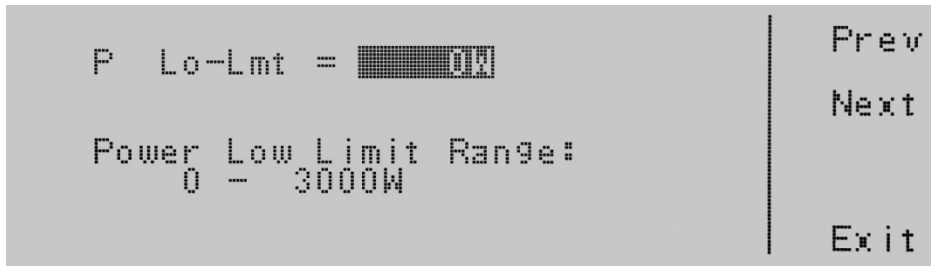 P Lo-Lmt = 0W
Power Low Limit Range:
0 - 3000W
Prev
Next
Exit